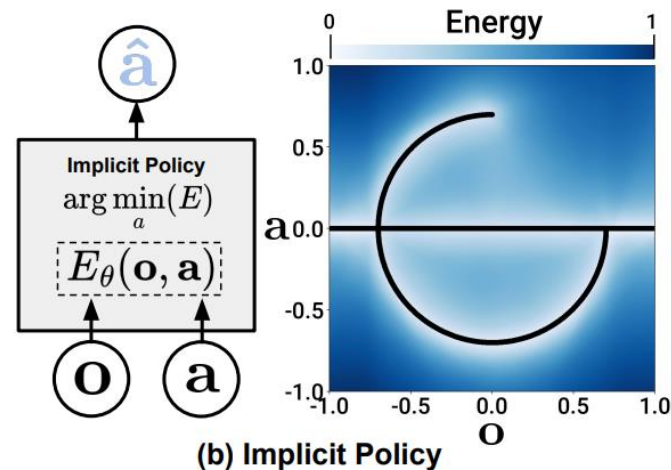 â
Implicit Policy
arg min(E)
a
E_θ(o, a)
o a
0 Energy 1
1.0
0.5
a 0.0
-0.5
-1.0
-1.0 -0.5 0.0 0.5 1.0
o
(b) Implicit Policy